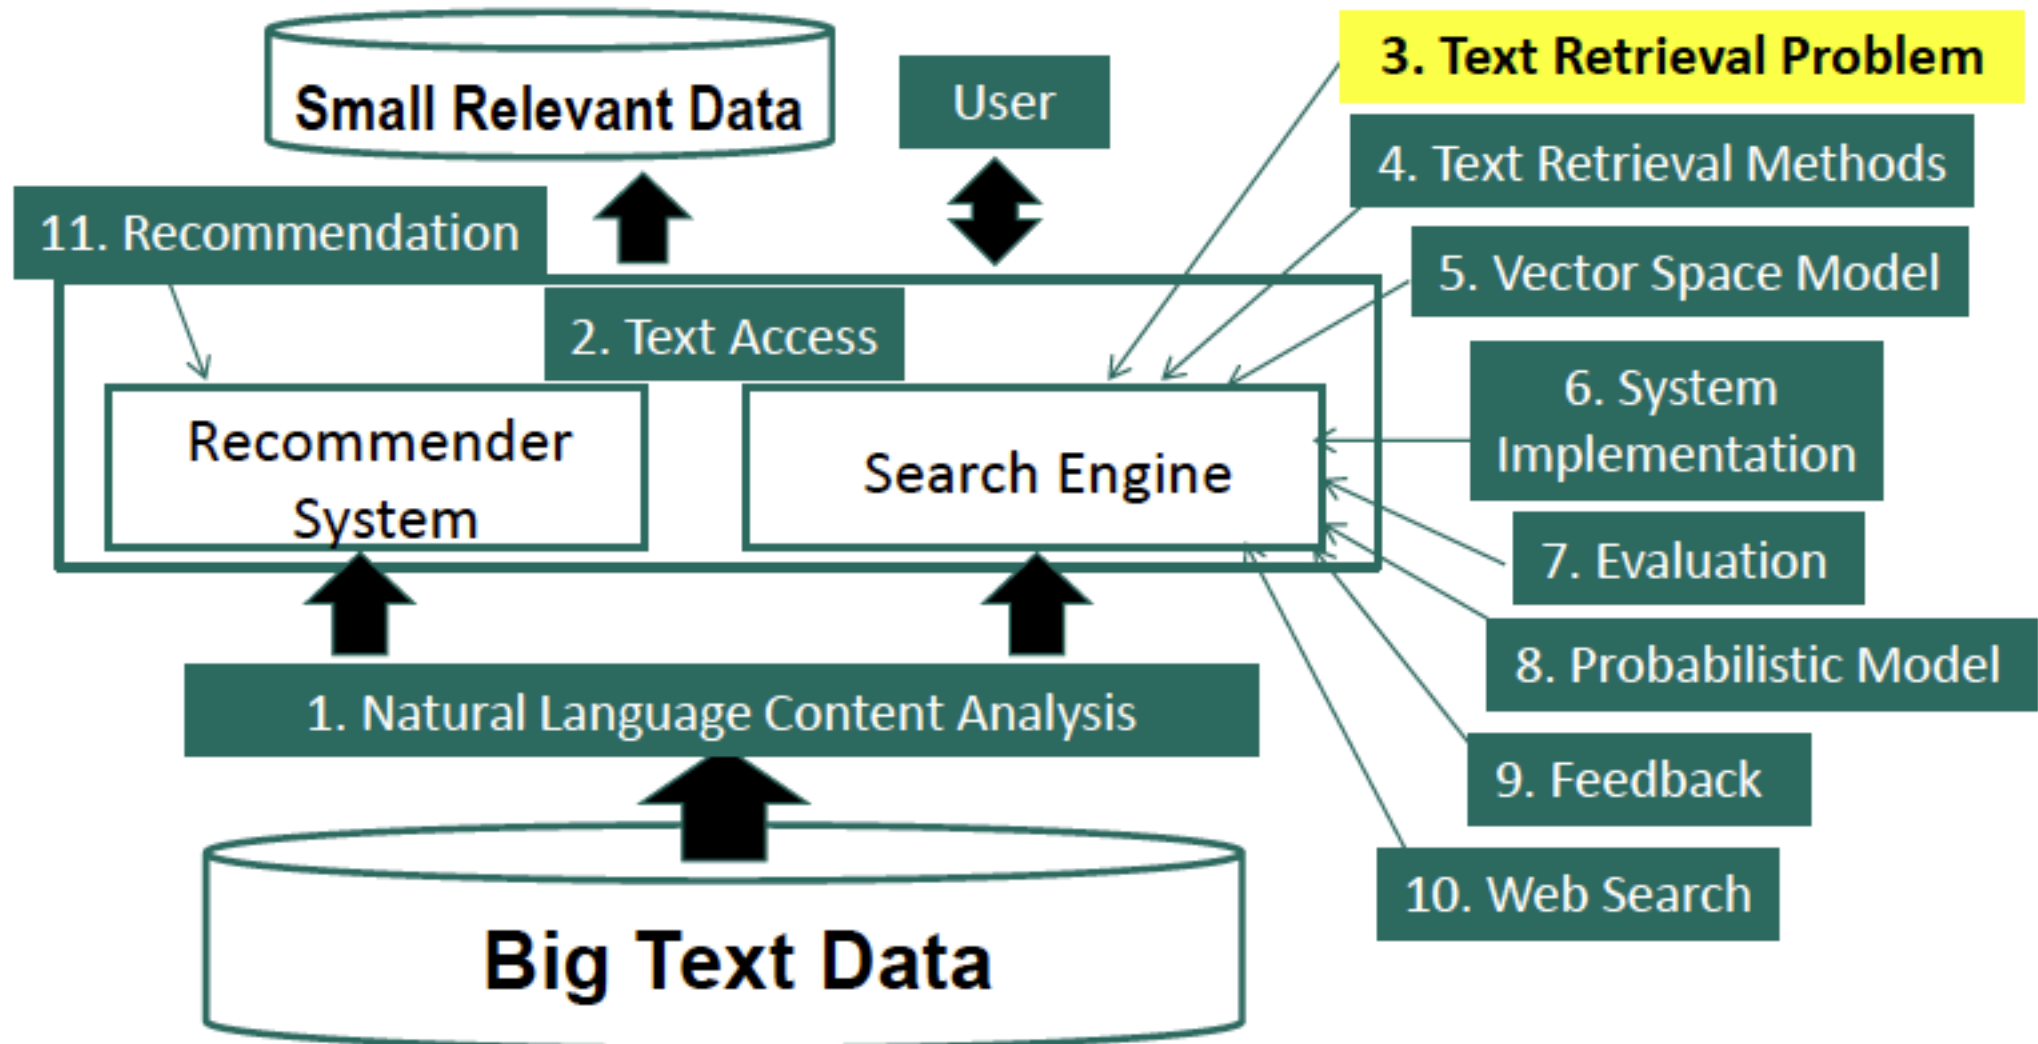 Small Relevant Data
User
3. Text Retrieval Problem
4. Text Retrieval Methods
11. Recommendation
5. Vector Space Model
2. Text Access
6. System
Implementation
Recommender
System
Search Engine
7. Evaluation
8. Probabilistic Model
1. Natural Language Content Analysis
9. Feedback
10. Web Search
Big Text Data